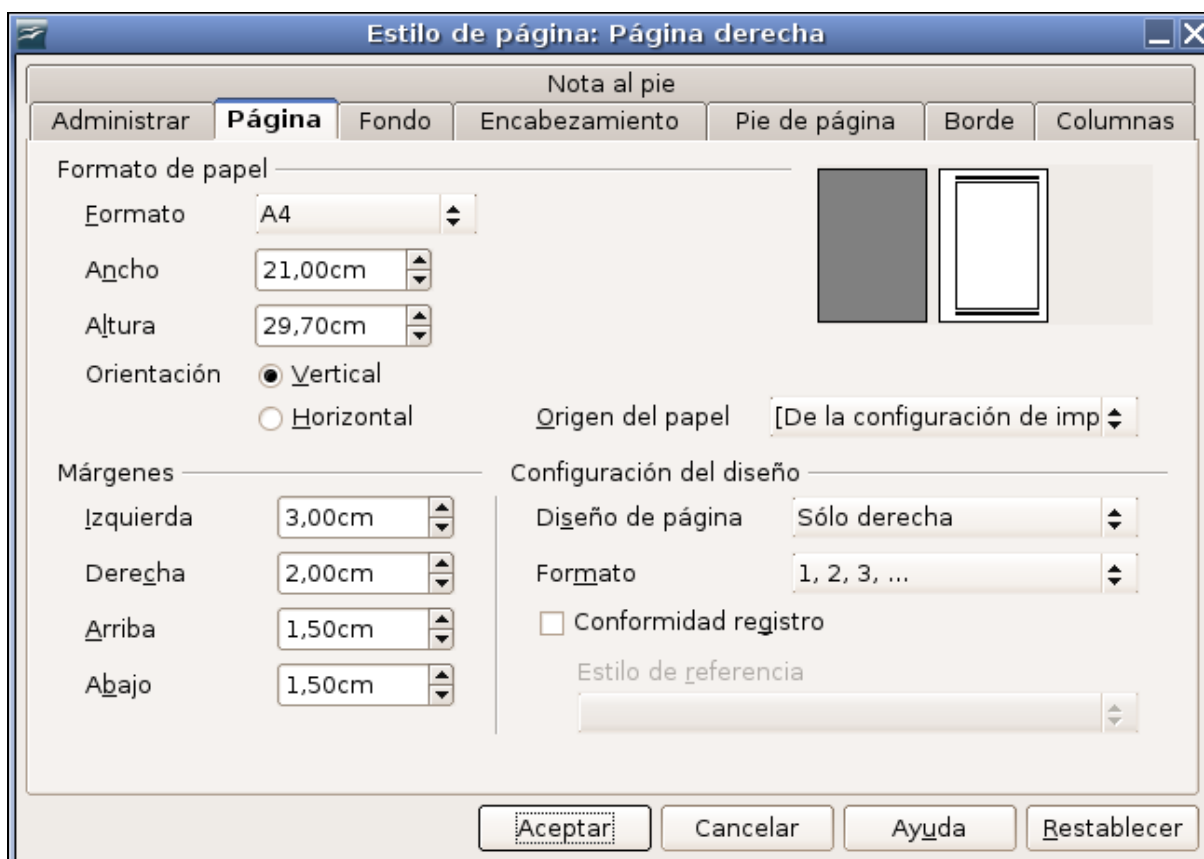 Estilo de página: Página derecha
Nota al pie
Administrar Página Fondo Encabezamiento Pie de página Borde Columnas
Formato de papel
Formato A4
Ancho 21,00cm
Altura 29,70cm
Orientación Vertical
Horizontal Origen del papel [De la configuración de imp
Márgenes Configuración del diseño
Izquierda 3,00cm Diseño de página Sólo derecha
Derecha 2,00cm Formato 1, 2, 3, ...
Arriba 1,50cm Conformidad registro
Abajo 1,50cm Estilo de referencia
Aceptar Cancelar Ayuda Restablecer